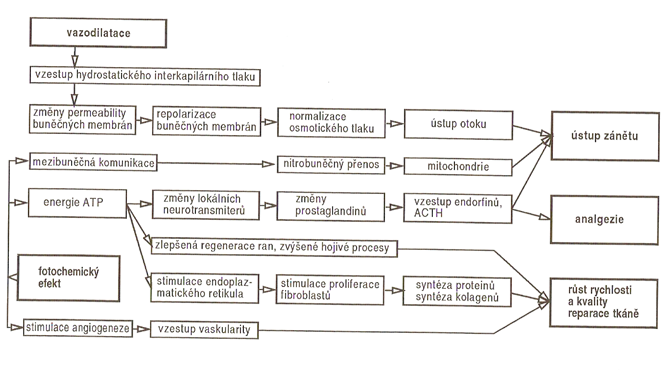 vazodilatace
vzestup hydrostatického interkapilárního tlaku
změny permeability
buněčných membrán
repolarizace
buněčných membrán
normalizace
osmotického tlaku
ústup otoku
ústup zánětu
mezibuněčná komunikace
nitrobuněčný přenos
mitochondrie
energie ATP
změny lokálních
neurotransmiterů
změny
prostaglandinů
vzestup endorfinů,
ACTH
analgezie
zlepšená regenerace ran, zvýšené hojivé procesy
fotochemický
efekt
stimulace endoplaz-
matického retikula
stimulace proliferace
fibroblastů
syntéza proteinů
syntéza kolagenů
růst rychlosti
a kvality
reparace tkáně
stimulace angiogeneze
vzestup vaskularity